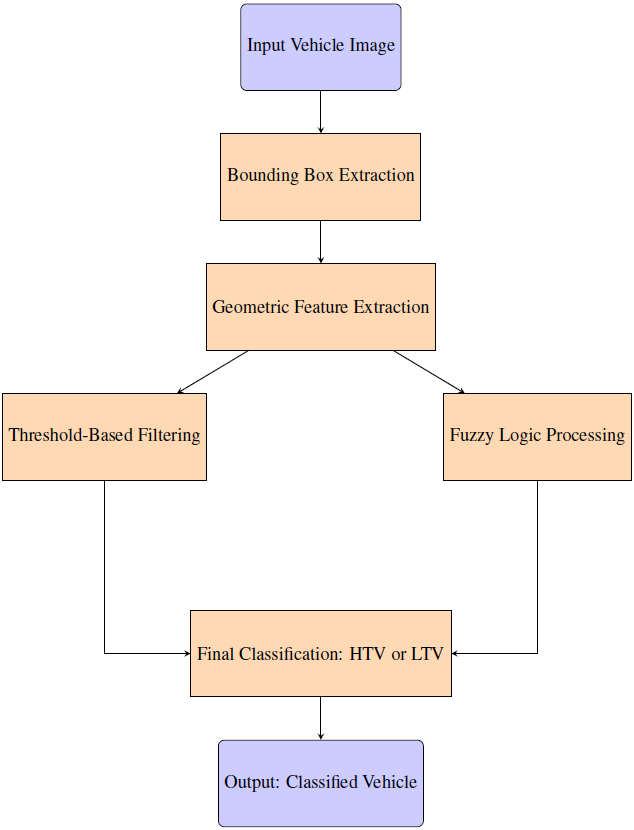 Input Vehicle Image
Bounding Box Extraction
Geometric Feature Extraction
Threshold-Based Filtering
Fuzzy Logic Processing
Final Classification: HTV or LTV
Output: Classified Vehicle